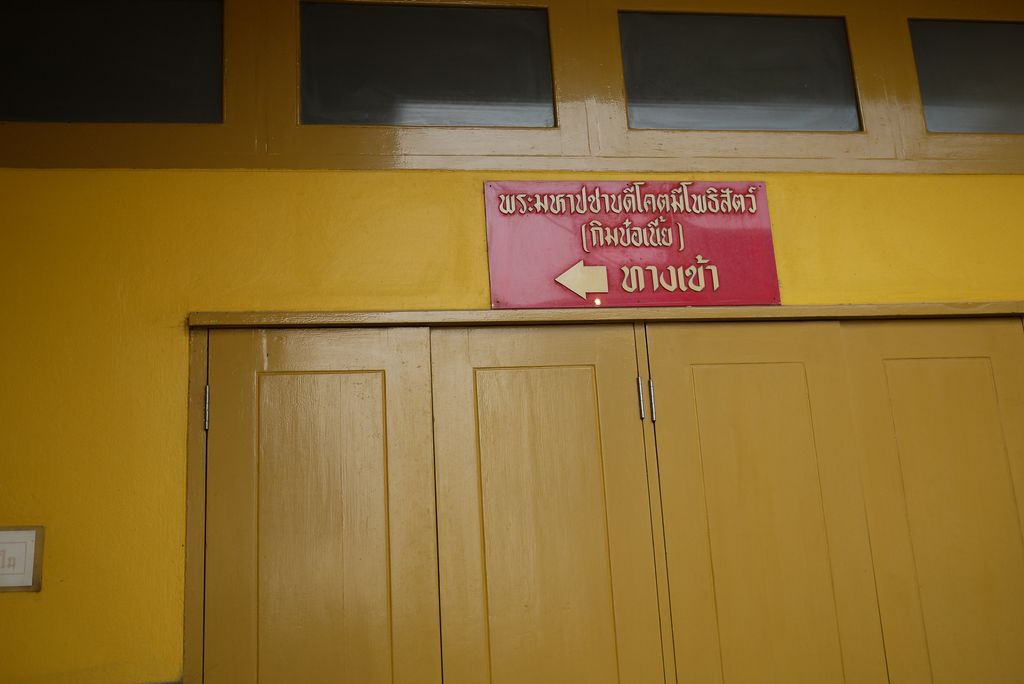 พระมหาปชาบดีโคตมีโพธิสัตว์
(กิมบ้อเนี้ย)
ทางเข้า